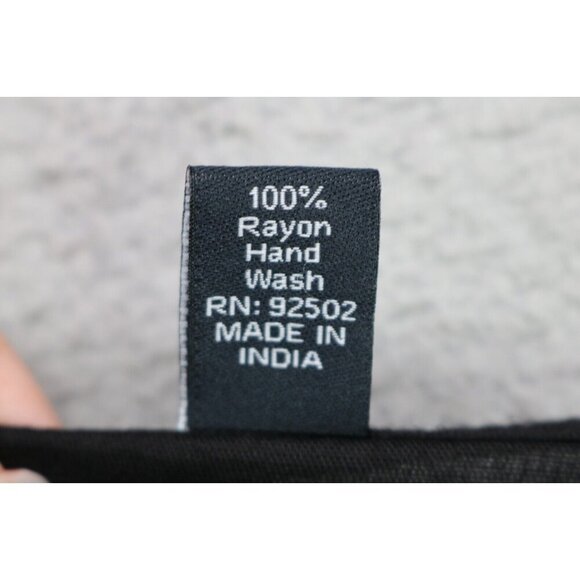 100%
Rayon
Hand
Wash
RN: 92502
MADE IN
INDIA